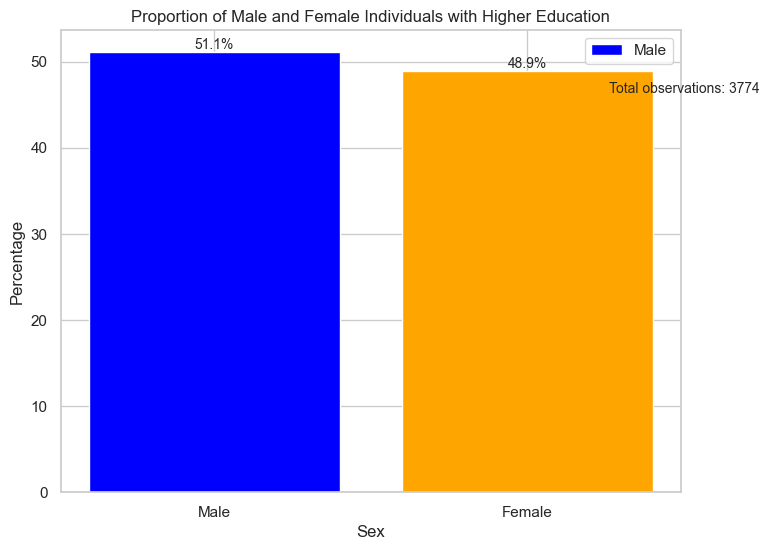 Proportion of Male and Female Individuals with Higher Education
51.1%
48.9%
Male
Total observations: 3774
50
40
30
20
10
0
Percentage
Male
Female
Sex